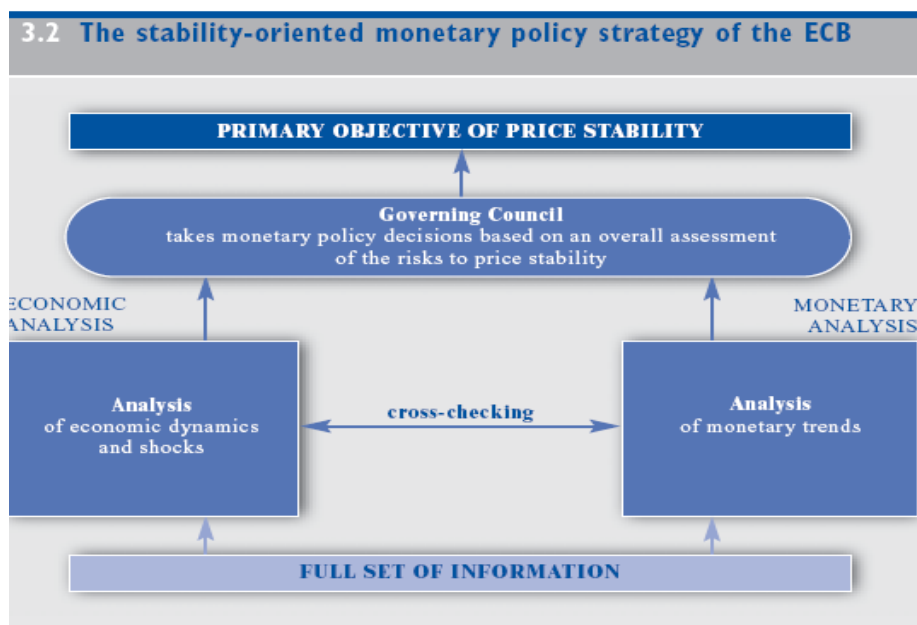 3.2 The stability-oriented monetary policy strategy of the ECB
PRIMARY OBJECTIVE OF PRICE STABILITY
Governing Council
takes monetary policy decisions based on an overall assessment
of the risks to price stability
ECONOMIC
ANALYSIS
MONETARY
ANALYSIS
Analysis
of economic dynamics
and shocks
cross-checking
Analysis
of monetary trends
FULL SET OF INFORMATION